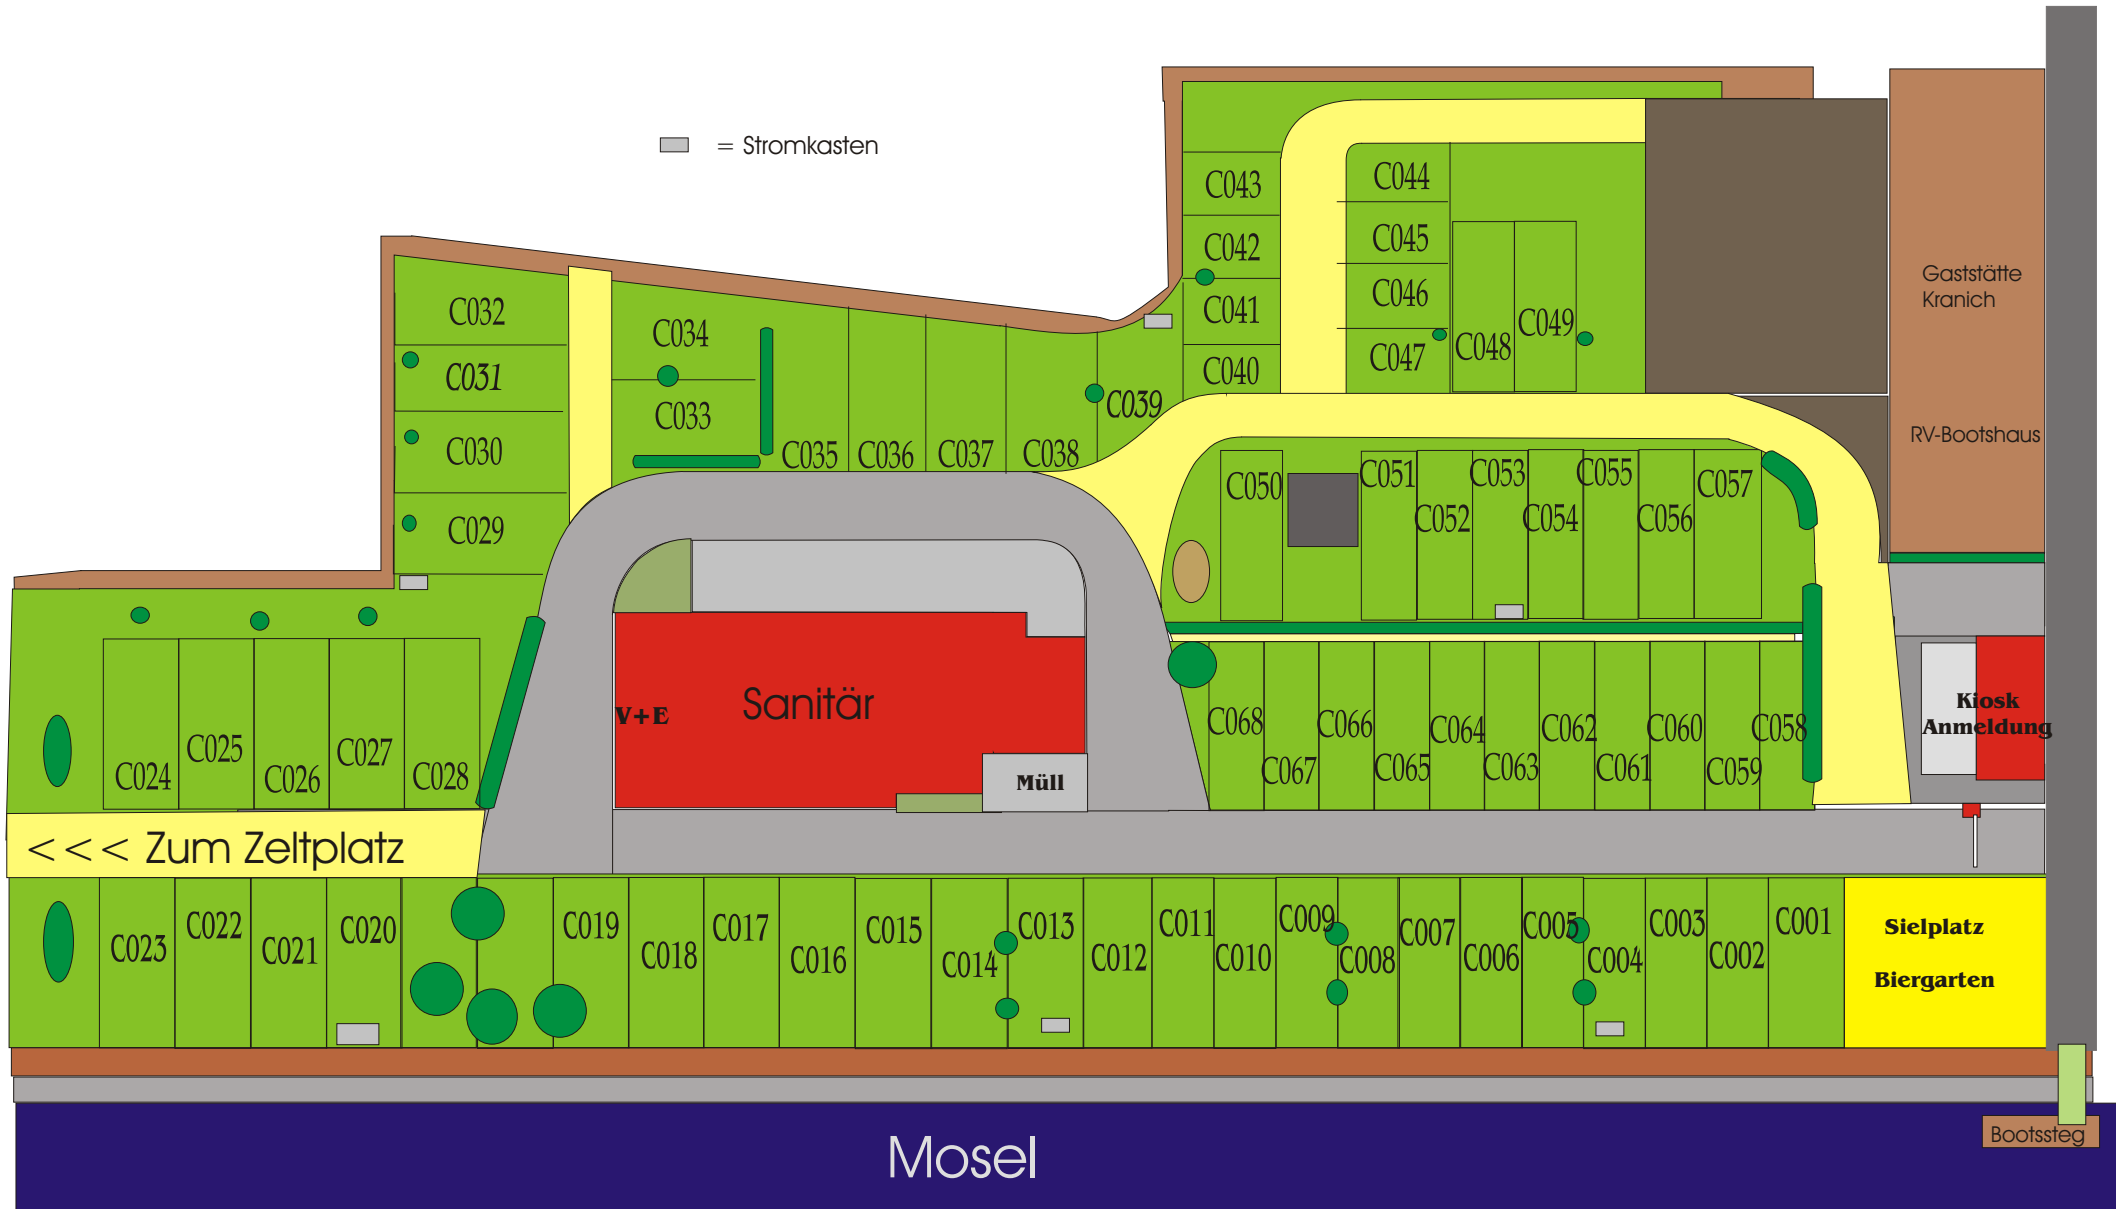 = Stromkasten
C043
C044
C042
C045
C041
C046
C040
C047
C048
C049
Gaststätte
Kranich
RV-Bootshaus
C032
C031
C030
C029
C034
C033
C035
C036
C037
C038
C039
C050
C051
C052
C053
C054
C055
C056
C057
C024
C025
C026
C027
C028
V+E
Sanitär
Müll
C068
C067
C066
C065
C064
C063
C062
C061
C060
C059
C058
Kiosk
Anmeldung
<<< Zum Zeltplatz
C023
C022
C021
C020
C019
C018
C017
C016
C015
C014
C013
C012
C011
C010
C009
C008
C007
C006
C005
C004
C003
C002
C001
Sielplatz
Biergarten
Mosel
Bootssteg